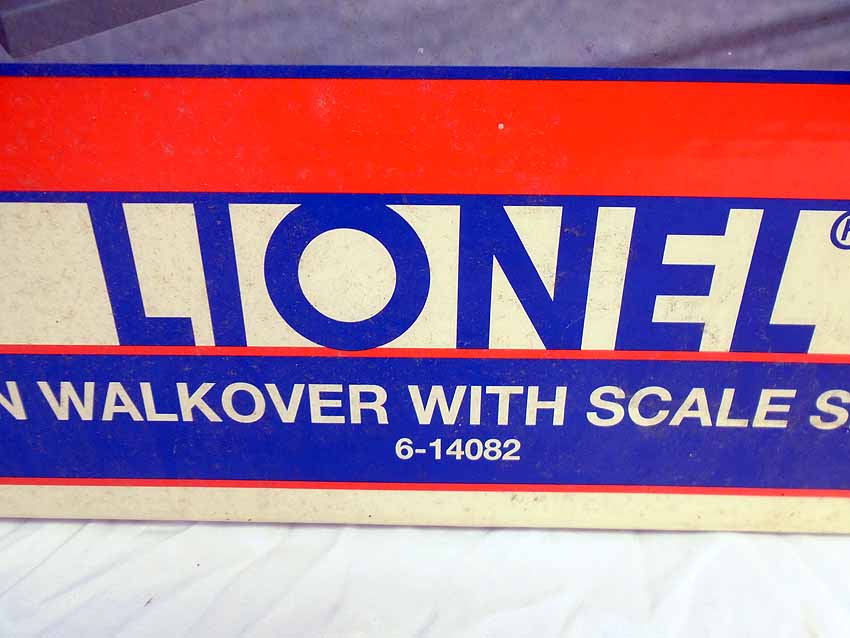 LIONEL®
N WALKOVER WITH SCALE S
6-14082